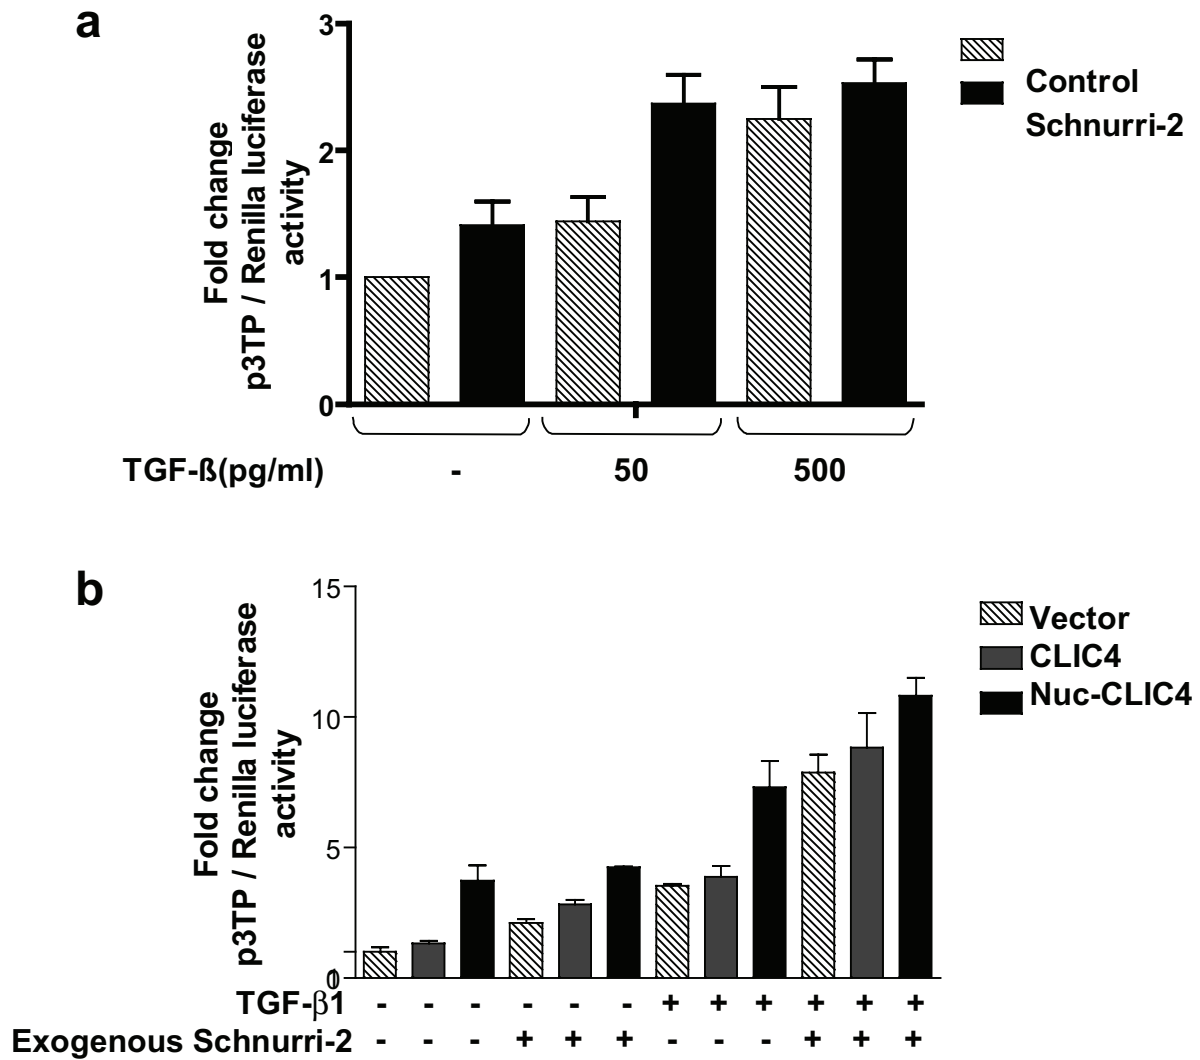 a
Fold change
p3TP / Renilla luciferase
activity
3
2
1
0
Control
Schnurri-2
TGF-ß(pg/ml) - 50 500
b
Fold change
p3TP / Renilla luciferase
activity
15
10
5
0
Vector
CLIC4
Nuc-CLIC4
TGF-β1 - - - - - - + + + + + +
Exogenous Schnurri-2 - - - + + + - - - + + +